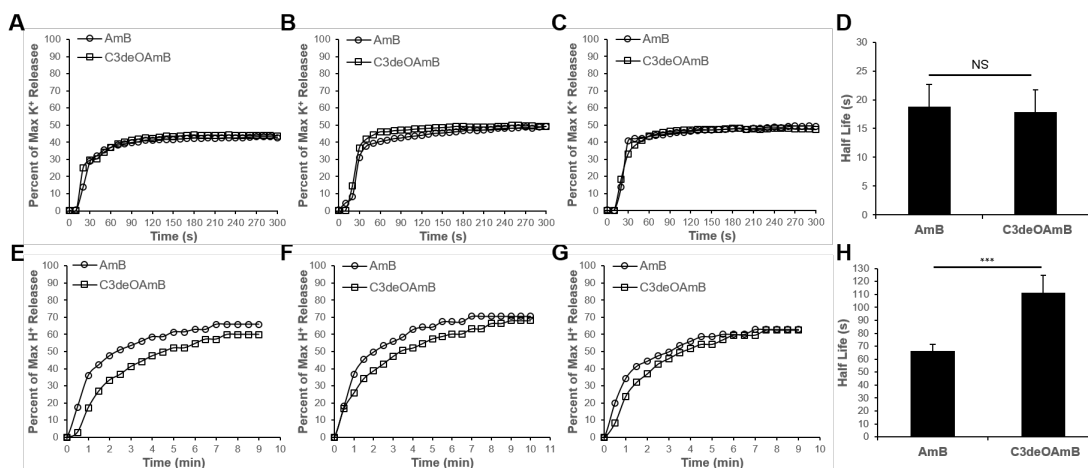 A
Percent of Max K⁺ Releasee
100
90
80
70
60
50
40
30
20
10
0
AmB
C3deOAmB
0 30 60 90 120 150 180 210 240 270 300
Time (s)
B
Percent of Max K⁺ Releasee
100
90
80
70
60
50
40
30
20
10
0
AmB
C3deOAmB
0 30 60 90 120 150 180 210 240 270 300
Time (s)
C
Percent of Max K⁺ Releasee
100
90
80
70
60
50
40
30
20
10
0
AmB
C3deOAmB
0 30 60 90 120 150 180 210 240 270 300
Time (s)
D
Half Life (s)
30
25
20
15
10
5
0
NS
AmB C3deOAmB
E
Percent of Max H⁺ Releasee
100
90
80
70
60
50
40
30
20
10
0
AmB
C3deOAmB
0 1 2 3 4 5 6 7 8 9 10
Time (min)
F
Percent of Max H⁺ Releasee
100
90
80
70
60
50
40
30
20
10
0
AmB
C3deOAmB
0 1 2 3 4 5 6 7 8 9 10 11
Time (min)
G
Percent of Max H⁺ Releasee
100
90
80
70
60
50
40
30
20
10
0
AmB
C3deOAmB
0 1 2 3 4 5 6 7 8 9 10
Time (min)
H
Half Life (s)
130
120
110
100
90
80
70
60
50
40
30
20
10
0
***
AmB C3deOAmB